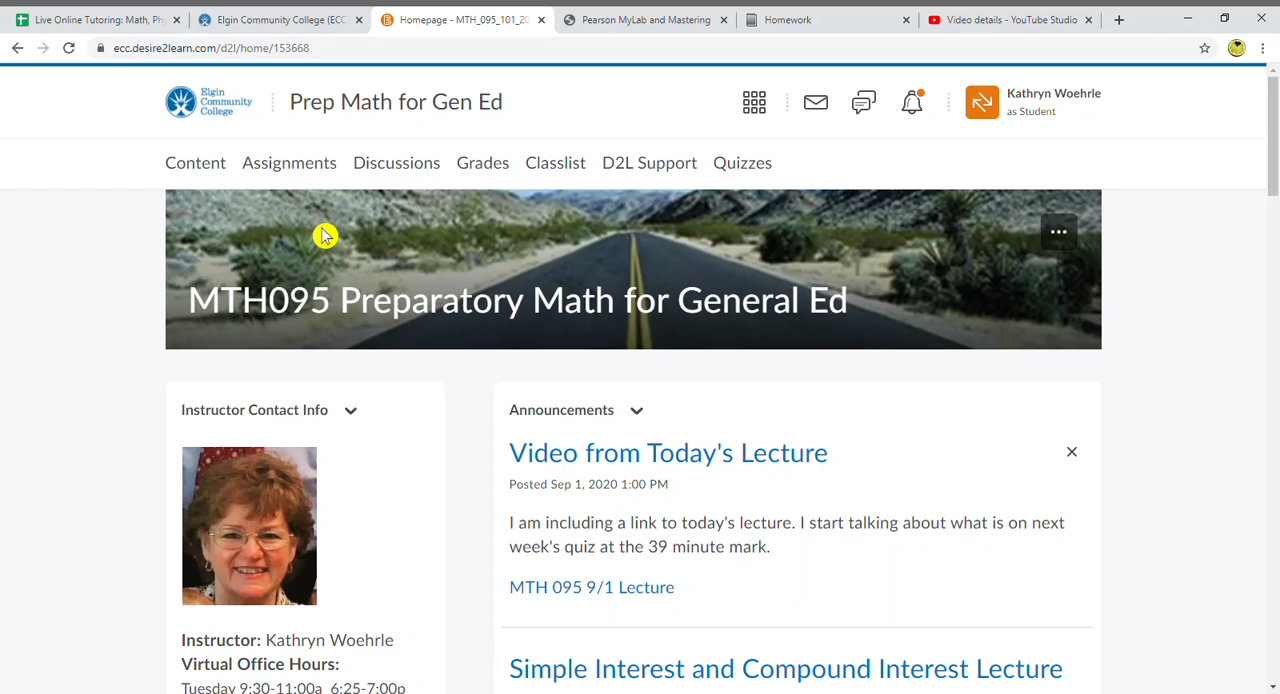 Live Online Tutoring: Math, Ph
Elgin Community College (ECC
Homepage - MTH_095_101_20
Pearson MyLab and Mastering
Homework
Video details - YouTube Studio
ecc.desire2learn.com/d2l/home/153668
Elgin
Community
College
Prep Math for Gen Ed
Kathryn Woehrle
as Student
Content Assignments Discussions Grades Classlist D2L Support Quizzes
MTH095 Preparatory Math for General Ed
Instructor Contact Info
Instructor: Kathryn Woehrle
Virtual Office Hours:
Tuesday 9:30-11:00a 6:25-7:00p
Announcements
Video from Today's Lecture
Posted Sep 1, 2020 1:00 PM
I am including a link to today's lecture. I start talking about what is on next
week's quiz at the 39 minute mark.
MTH 095 9/1 Lecture
Simple Interest and Compound Interest Lecture